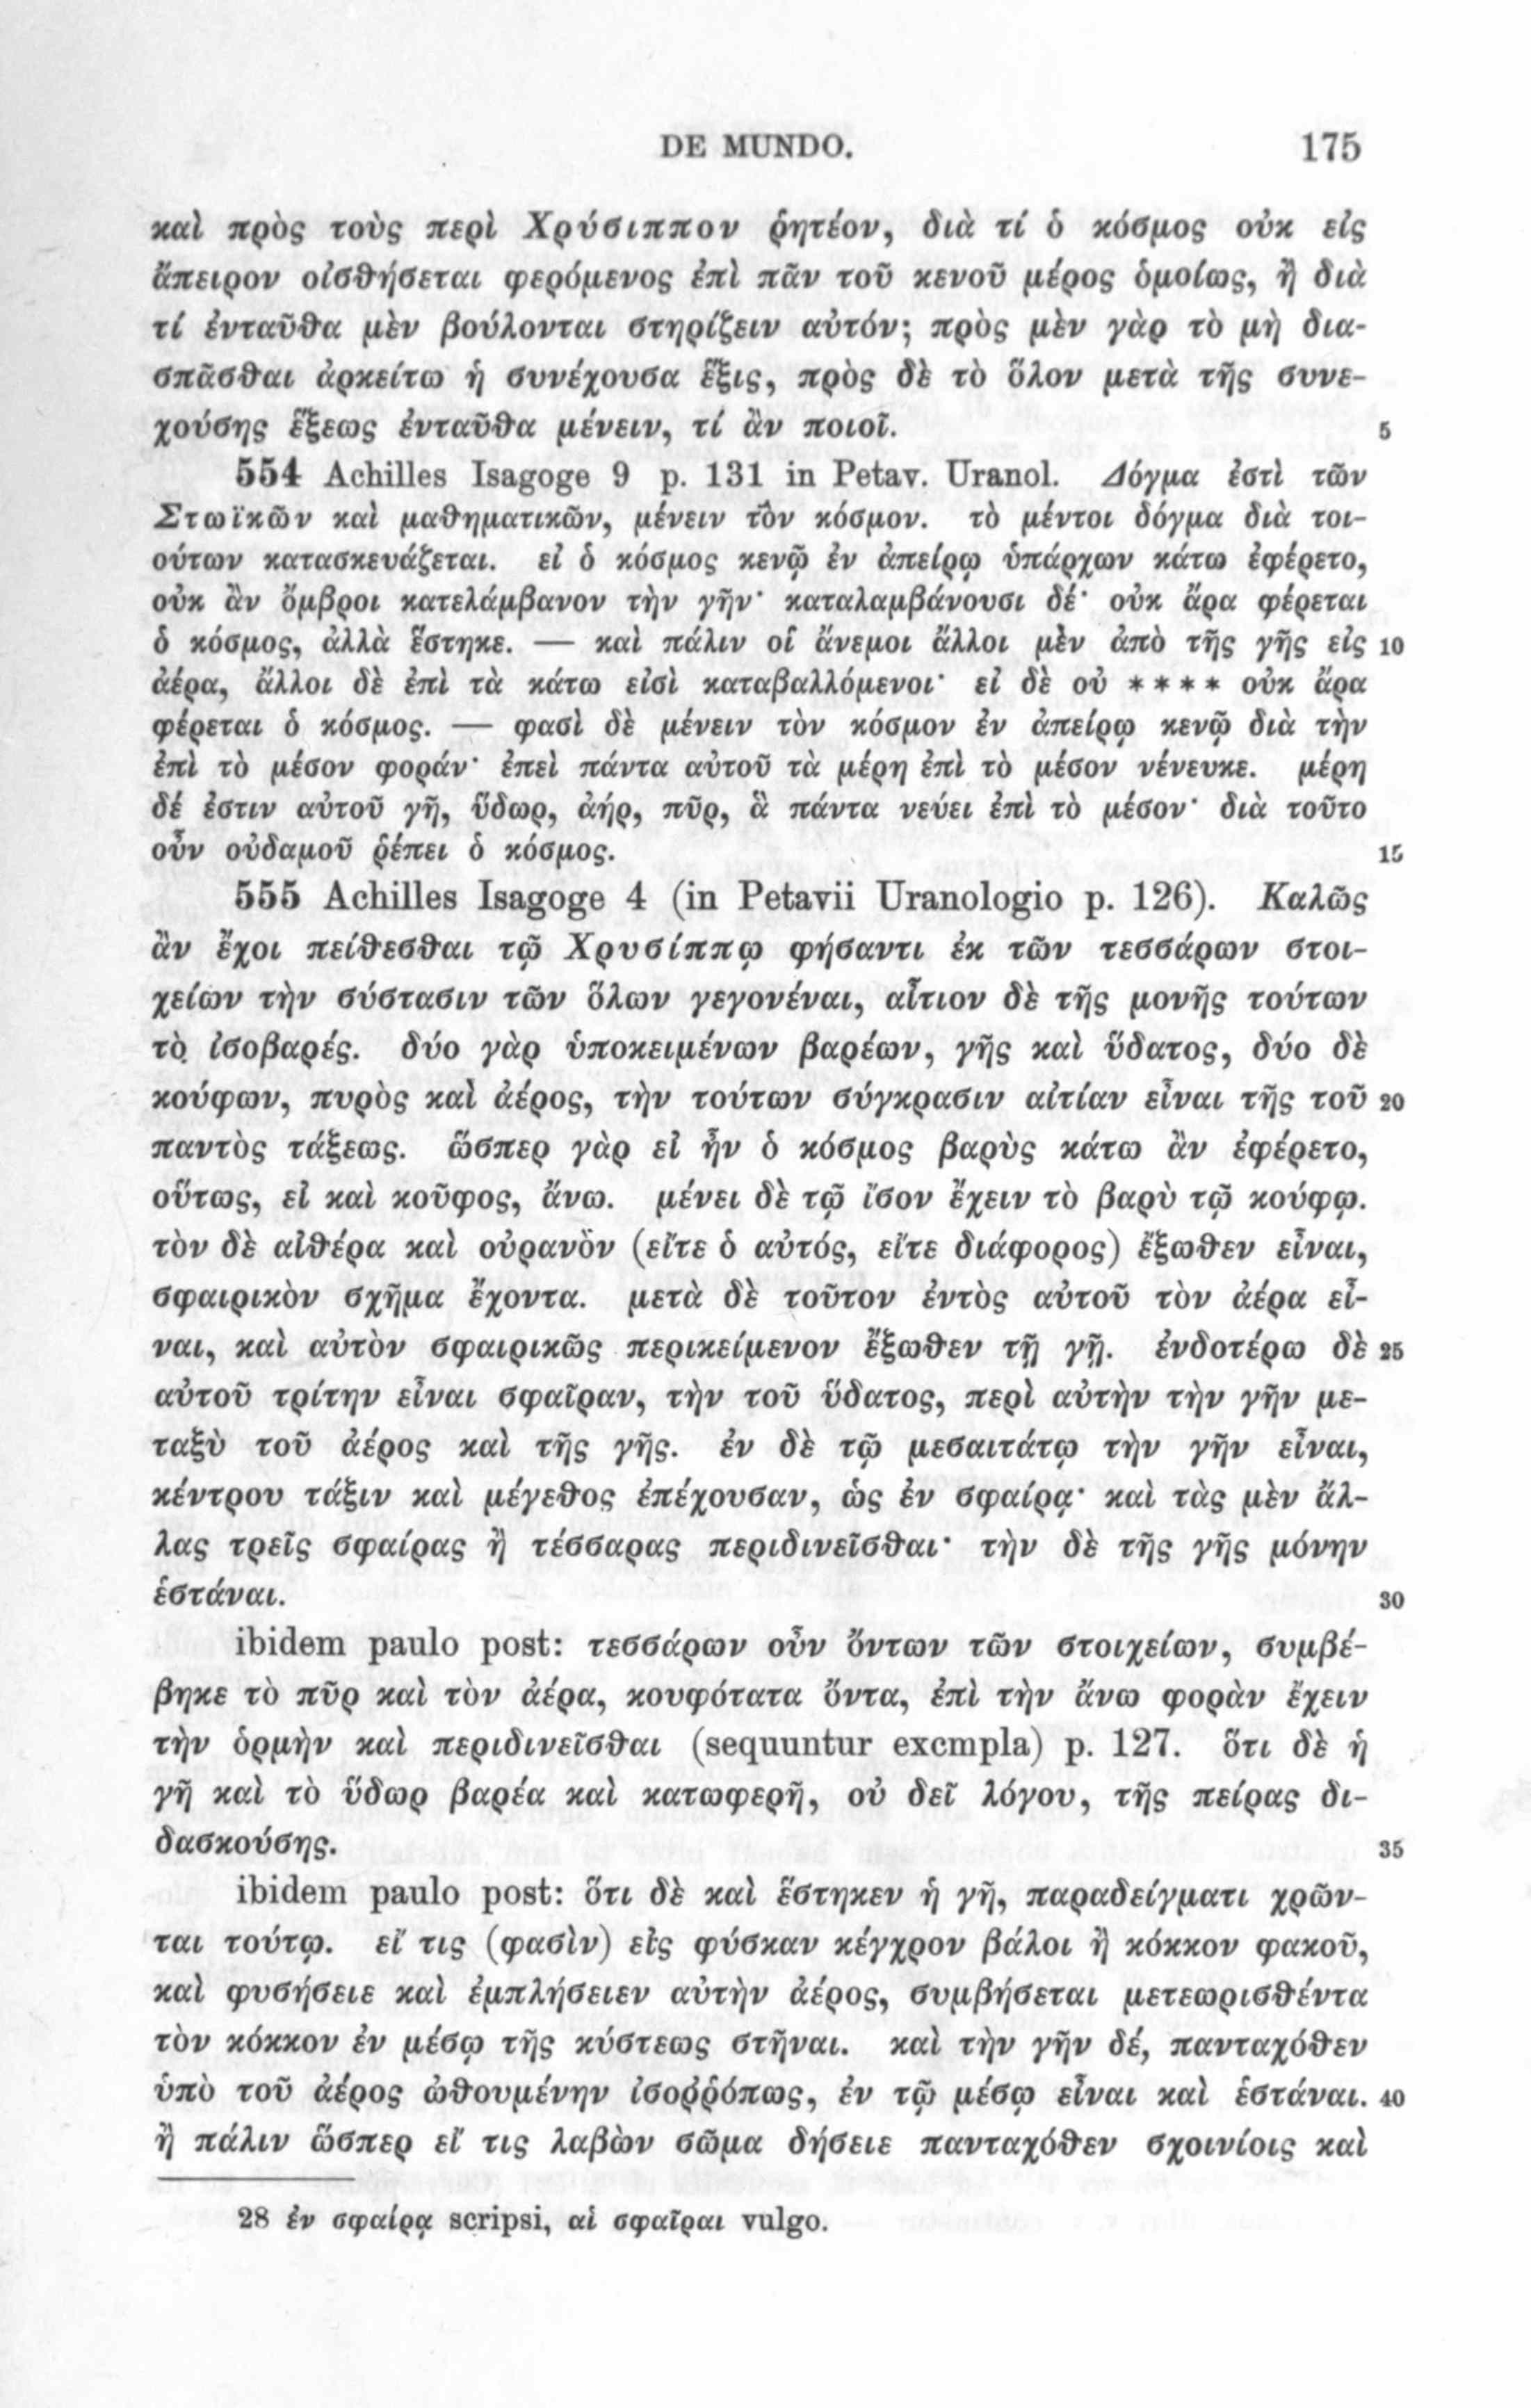 DE MUNDO. 175
καὶ πρὸς τοὺς περὶ Χρύσιππον ῥητέον, διὰ τί ὁ κόσμος οὐκ εἰς
ἄπειρον οἰσθήσεται φερόμενος ἐπὶ πᾶν τοῦ κενοῦ μέρος ὁμοίως, ἢ διὰ
τί ἐνταῦθα μὲν βούλονται στηρίζειν αὐτόν; πρὸς μὲν γὰρ τὸ μὴ δια-
σπᾶσθαι ἀρκείτω ἡ συνέχουσα ἕξις, πρὸς δὲ τὸ ὅλον μετὰ τῆς συνε-
χούσης ἕξεως ἐνταῦθα μένειν, τί ἂν ποιοῖ. 5
554 Achilles Isagoge 9 p. 131 in Petav. Uranol. Δόγμα ἐστὶ τῶν
Στωϊκῶν καὶ μαθηματικῶν, μένειν τὸν κόσμον. τὸ μέντοι δόγμα διὰ τοι-
ούτων κατασκευάζεται. εἰ ὁ κόσμος κενῷ ἐν ἀπείρῳ ὑπάρχων κάτω ἐφέρετο,
οὐκ ἂν ὄμβροι κατελάμβανον τὴν γῆν· καταλαμβάνουσι δέ· οὐκ ἄρα φέρεται
ὁ κόσμος, ἀλλὰ ἕστηκε. — καὶ πάλιν οἱ ἄνεμοι ἄλλοι μὲν ἀπὸ τῆς γῆς εἰς 10
ἀέρα, ἄλλοι δὲ ἐπὶ τὰ κάτω εἰσὶ καταβαλλόμενοι· εἰ δὲ οὐ **** οὐκ ἄρα
φέρεται ὁ κόσμος. — φασὶ δὲ μένειν τὸν κόσμον ἐν ἀπείρῳ κενῷ διὰ τὴν
ἐπὶ τὸ μέσον φοράν· ἐπεὶ πάντα αὐτοῦ τὰ μέρη ἐπὶ τὸ μέσον νένευκε. μέρη
δέ ἐστιν αὐτοῦ γῆ, ὕδωρ, ἀήρ, πῦρ, ἃ πάντα νεύει ἐπὶ τὸ μέσον· διὰ τοῦτο
οὖν οὐδαμοῦ ῥέπει ὁ κόσμος. 15
555 Achilles Isagoge 4 (in Petavii Uranologio p. 126). Καλῶς
ἂν ἔχοι πείθεσθαι τῷ Χρυσίππῳ φήσαντι ἐκ τῶν τεσσάρων στοι-
χείων τὴν σύστασιν τῶν ὅλων γεγονέναι, αἴτιον δὲ τῆς μονῆς τούτων
τὸ ἰσοβαρές. δύο γὰρ ὑποκειμένων βαρέων, γῆς καὶ ὕδατος, δύο δὲ
κούφων, πυρὸς καὶ ἀέρος, τὴν τούτων σύγκρασιν αἰτίαν εἶναι τῆς τοῦ 20
παντὸς τάξεως. ὥσπερ γὰρ εἰ ἦν ὁ κόσμος βαρὺς κάτω ἂν ἐφέρετο,
οὕτως, εἰ καὶ κοῦφος, ἄνω. μένει δὲ τῷ ἴσον ἔχειν τὸ βαρὺ τῷ κούφῳ.
τὸν δὲ αἰθέρα καὶ οὐρανὸν (εἴτε ὁ αὐτός, εἴτε διάφορος) ἔξωθεν εἶναι,
σφαιρικὸν σχῆμα ἔχοντα. μετὰ δὲ τοῦτον ἐντὸς αὐτοῦ τὸν ἀέρα εἶ-
ναι, καὶ αὐτὸν σφαιρικῶς περικείμενον ἔξωθεν τῇ γῇ. ἐνδοτέρω δὲ 25
αὐτοῦ τρίτην εἶναι σφαῖραν, τὴν τοῦ ὕδατος, περὶ αὐτὴν τὴν γῆν με-
ταξὺ τοῦ ἀέρος καὶ τῆς γῆς. ἐν δὲ τῷ μεσαιτάτῳ τὴν γῆν εἶναι,
κέντρου τάξιν καὶ μέγεθος ἐπέχουσαν, ὡς ἐν σφαίρᾳ· καὶ τὰς μὲν ἄλ-
λας τρεῖς σφαίρας ἢ τέσσαρας περιδινεῖσθαι· τὴν δὲ τῆς γῆς μόνην
ἑστάναι. 30
ibidem paulo post: τεσσάρων οὖν ὄντων τῶν στοιχείων, συμβέ-
βηκε τὸ πῦρ καὶ τὸν ἀέρα, κουφότατα ὄντα, ἐπὶ τὴν ἄνω φορὰν ἔχειν
τὴν ὁρμὴν καὶ περιδινεῖσθαι (sequuntur excmpla) p. 127. ὅτι δὲ ἡ
γῆ καὶ τὸ ὕδωρ βαρέα καὶ κατωφερῆ, οὐ δεῖ λόγου, τῆς πείρας δι-
δασκούσης. 35
ibidem paulo post: ὅτι δὲ καὶ ἕστηκεν ἡ γῆ, παραδείγματι χρῶν-
ται τούτῳ. εἴ τις (φασὶν) εἰς φύσκαν κέγχρον βάλοι ἢ κόκκον φακοῦ,
καὶ φυσήσειε καὶ ἐμπλήσειεν αὐτὴν ἀέρος, συμβήσεται μετεωρισθέντα
τὸν κόκκον ἐν μέσῳ τῆς κύστεως στῆναι. καὶ τὴν γῆν δέ, πανταχόθεν
ὑπὸ τοῦ ἀέρος ὠθουμένην ἰσοῤῥόπως, ἐν τῷ μέσῳ εἶναι καὶ ἑστάναι. 40
ἢ πάλιν ὥσπερ εἴ τις λαβὼν σῶμα δήσειε πανταχόθεν σχοινίοις καὶ
28 ἐν σφαίρᾳ scripsi, αἱ σφαῖραι vulgo.